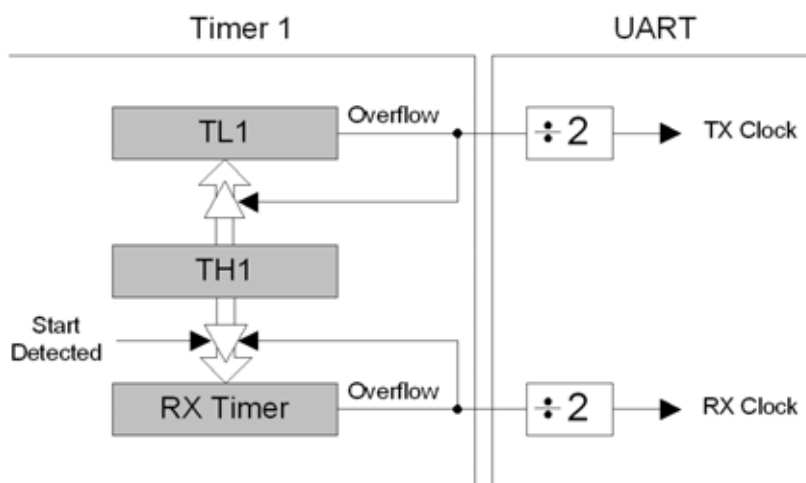 Timer 1
UART
TL1
Overflow
÷2
TX Clock
TH1
Start
Detected
RX Timer
Overflow
÷2
RX Clock